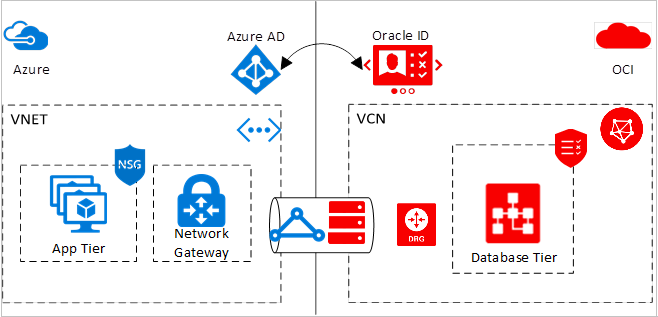 Azure AD
Oracle ID
Azure
OCI
VNET
VCN
NSG
App Tier
Network
Gateway
DRG
Database Tier